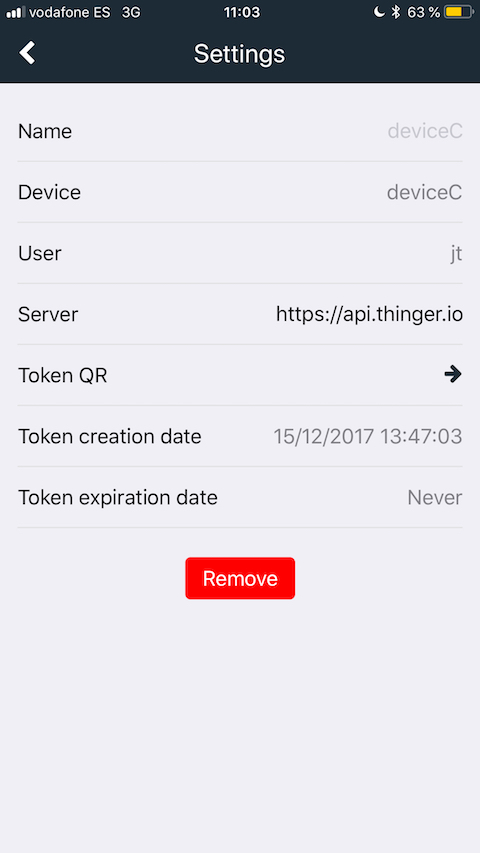 vodafone ES 3G 11:03 63 %
Settings
Name deviceC
Device deviceC
User jt
Server https://api.thinger.io
Token QR
Token creation date 15/12/2017 13:47:03
Token expiration date Never
Remove